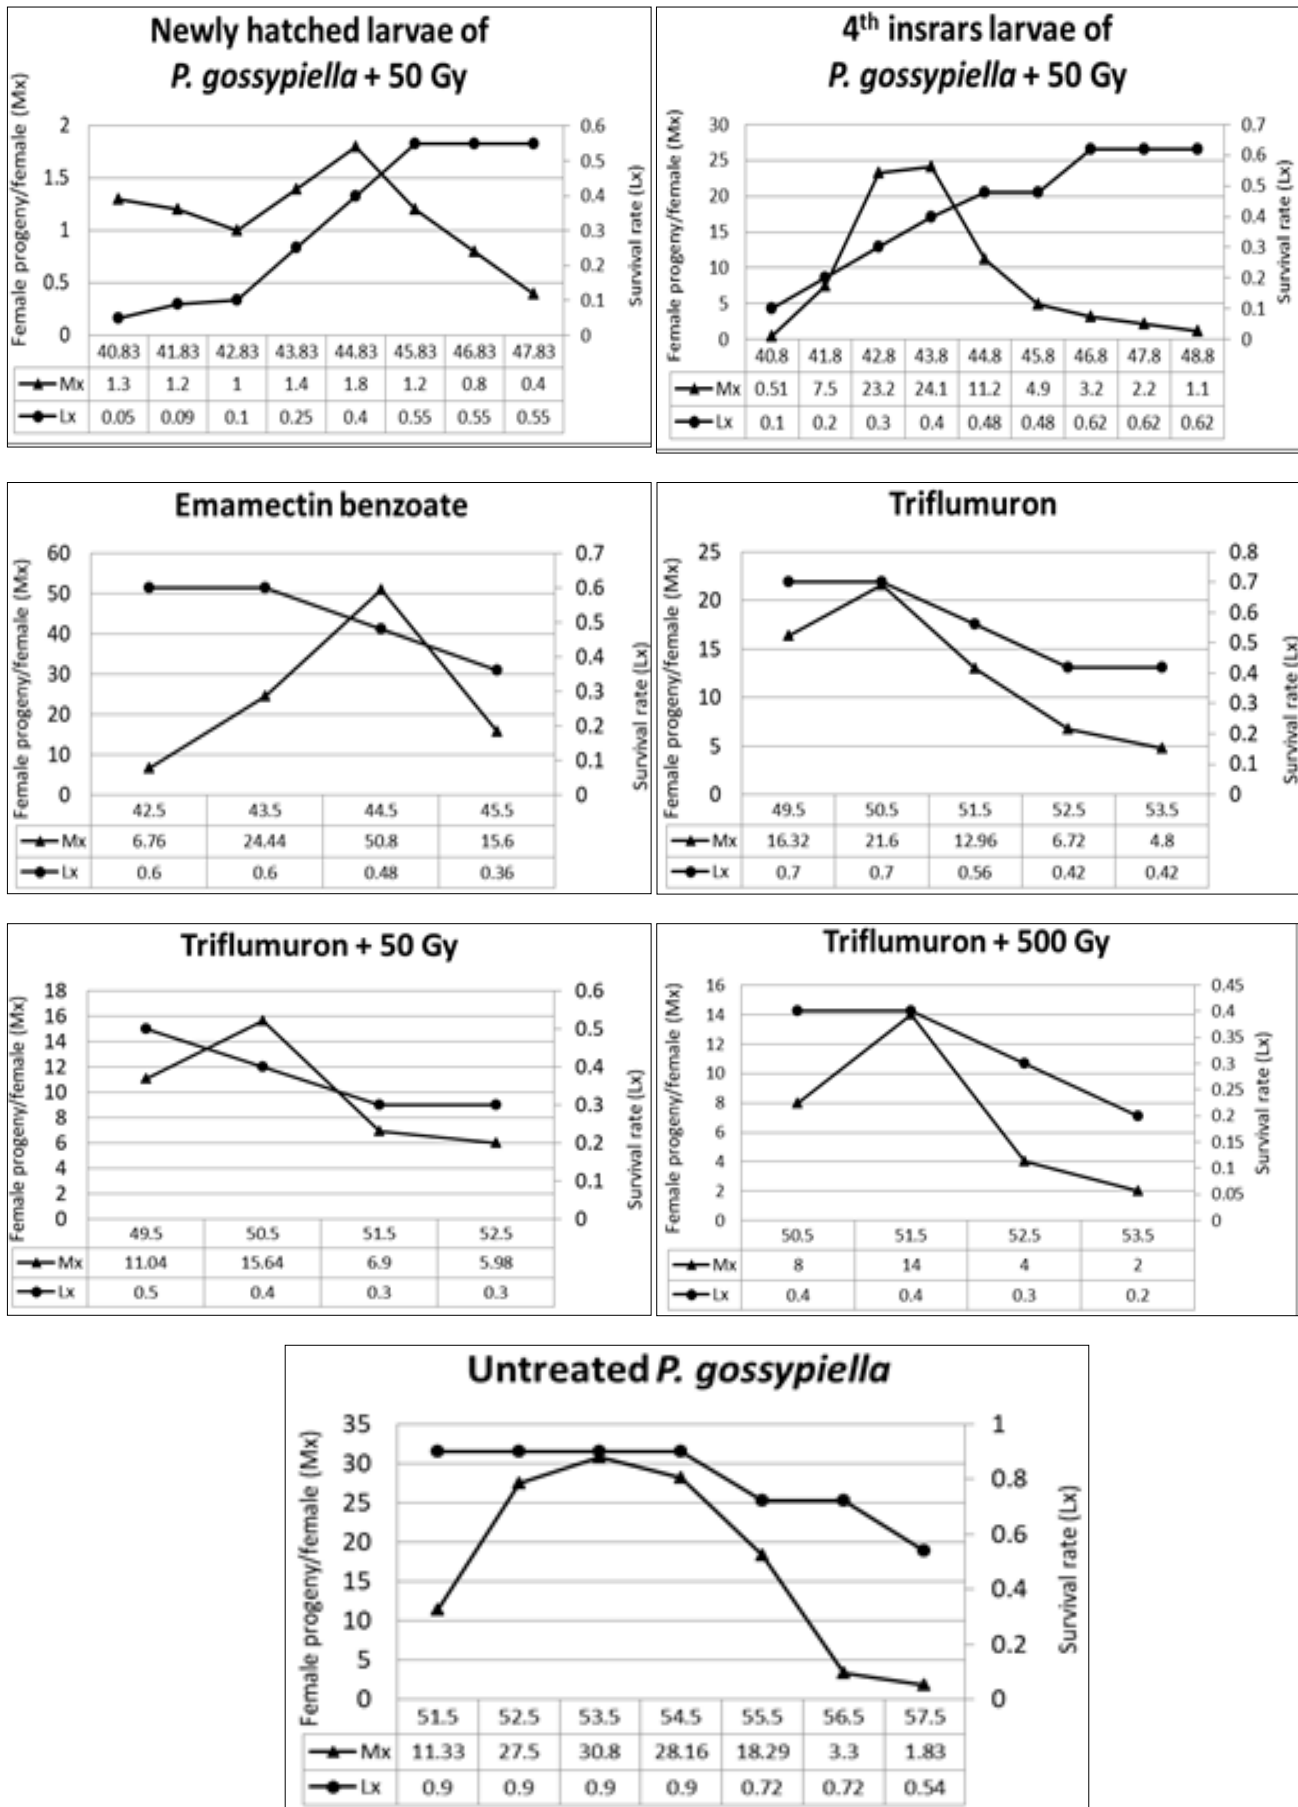 Newly hatched larvae of
P. gossypiella + 50 Gy
Female progeny/female (Mx)
2
1.5
1
0.5
0
0.6
0.5
0.4
0.3
0.2
0.1
0
Survival rate (Lx)
40.83 41.83 42.83 43.83 44.83 45.83 46.83 47.83
Mx 1.3 1.2 1 1.4 1.8 1.2 0.8 0.4
Lx 0.05 0.09 0.1 0.25 0.4 0.55 0.55 0.55
4th insrars larvae of
P. gossypiella + 50 Gy
Female progeny/female (Mx)
30
25
20
15
10
5
0
0.7
0.6
0.5
0.4
0.3
0.2
0.1
0
Survival rate (Lx)
40.8 41.8 42.8 43.8 44.8 45.8 46.8 47.8 48.8
Mx 0.51 7.5 23.2 24.1 11.2 4.9 3.2 2.2 1.1
Lx 0.1 0.2 0.3 0.4 0.48 0.48 0.62 0.62 0.62
Emamectin benzoate
Female progeny/female (Mx)
60
50
40
30
20
10
0
0.7
0.6
0.5
0.4
0.3
0.2
0.1
0
Survival rate (Lx)
42.5 43.5 44.5 45.5
Mx 6.76 24.44 50.8 15.6
Lx 0.6 0.6 0.48 0.36
Triflumuron
Female progeny/female (Mx)
25
20
15
10
5
0
0.8
0.7
0.6
0.5
0.4
0.3
0.2
0.1
0
Survival rate (Lx)
49.5 50.5 51.5 52.5 53.5
Mx 16.32 21.6 12.96 6.72 4.8
Lx 0.7 0.7 0.56 0.42 0.42
Triflumuron + 50 Gy
Female progeny/female (Mx)
18
16
14
12
10
8
6
4
2
0
0.6
0.5
0.4
0.3
0.2
0.1
0
Survival rate (Lx)
49.5 50.5 51.5 52.5
Mx 11.04 15.64 6.9 5.98
Lx 0.5 0.4 0.3 0.3
Triflumuron + 500 Gy
Female progeny/female (Mx)
16
14
12
10
8
6
4
2
0
0.45
0.4
0.35
0.3
0.25
0.2
0.15
0.1
0.05
0
Survival rate (Lx)
50.5 51.5 52.5 53.5
Mx 8 14 4 2
Lx 0.4 0.4 0.3 0.2
Untreated P. gossypiella
Female progeny/female (Mx)
35
30
25
20
15
10
5
0
1
0.8
0.6
0.4
0.2
0
Survival rate (Lx)
51.5 52.5 53.5 54.5 55.5 56.5 57.5
Mx 11.33 27.5 30.8 28.16 18.29 3.3 1.83
Lx 0.9 0.9 0.9 0.9 0.72 0.72 0.54